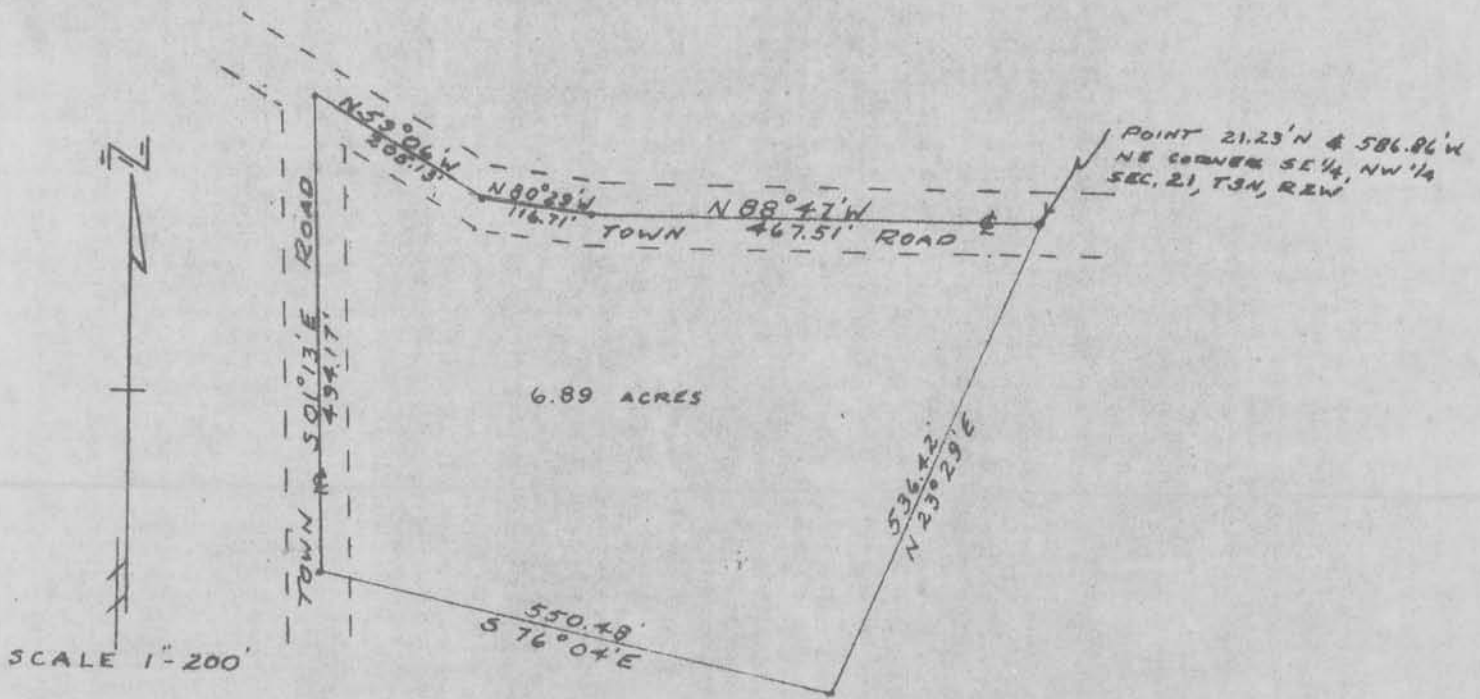 N 59°06'W
205.13'
N 80°29'W
116.71'
N 88°47'W
467.51'
TOWN ROAD
℄
POINT 21.23'N & 586.86'W
NE CORNER SE 1/4, NW 1/4
SEC. 21, T3N, R2W
N
TOWN ROAD
℄
S 01°13'E
494.17'
6.89 ACRES
536.42'
N 23°29'E
550.48'
S 76°04'E
SCALE 1"-200'